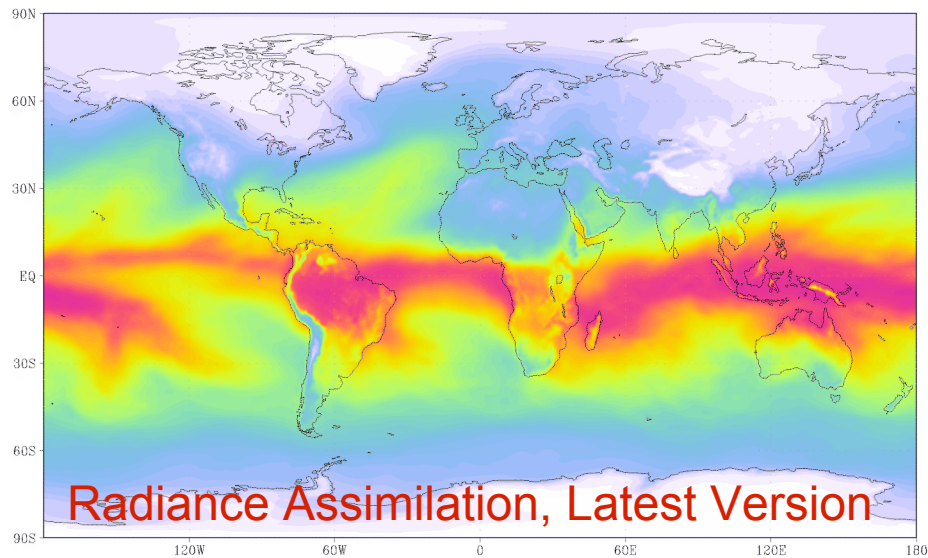 90N
60N
30N
EQ
30S
60S
90S
120W 60W 0 60E 120E 180
Radiance Assimilation, Latest Version